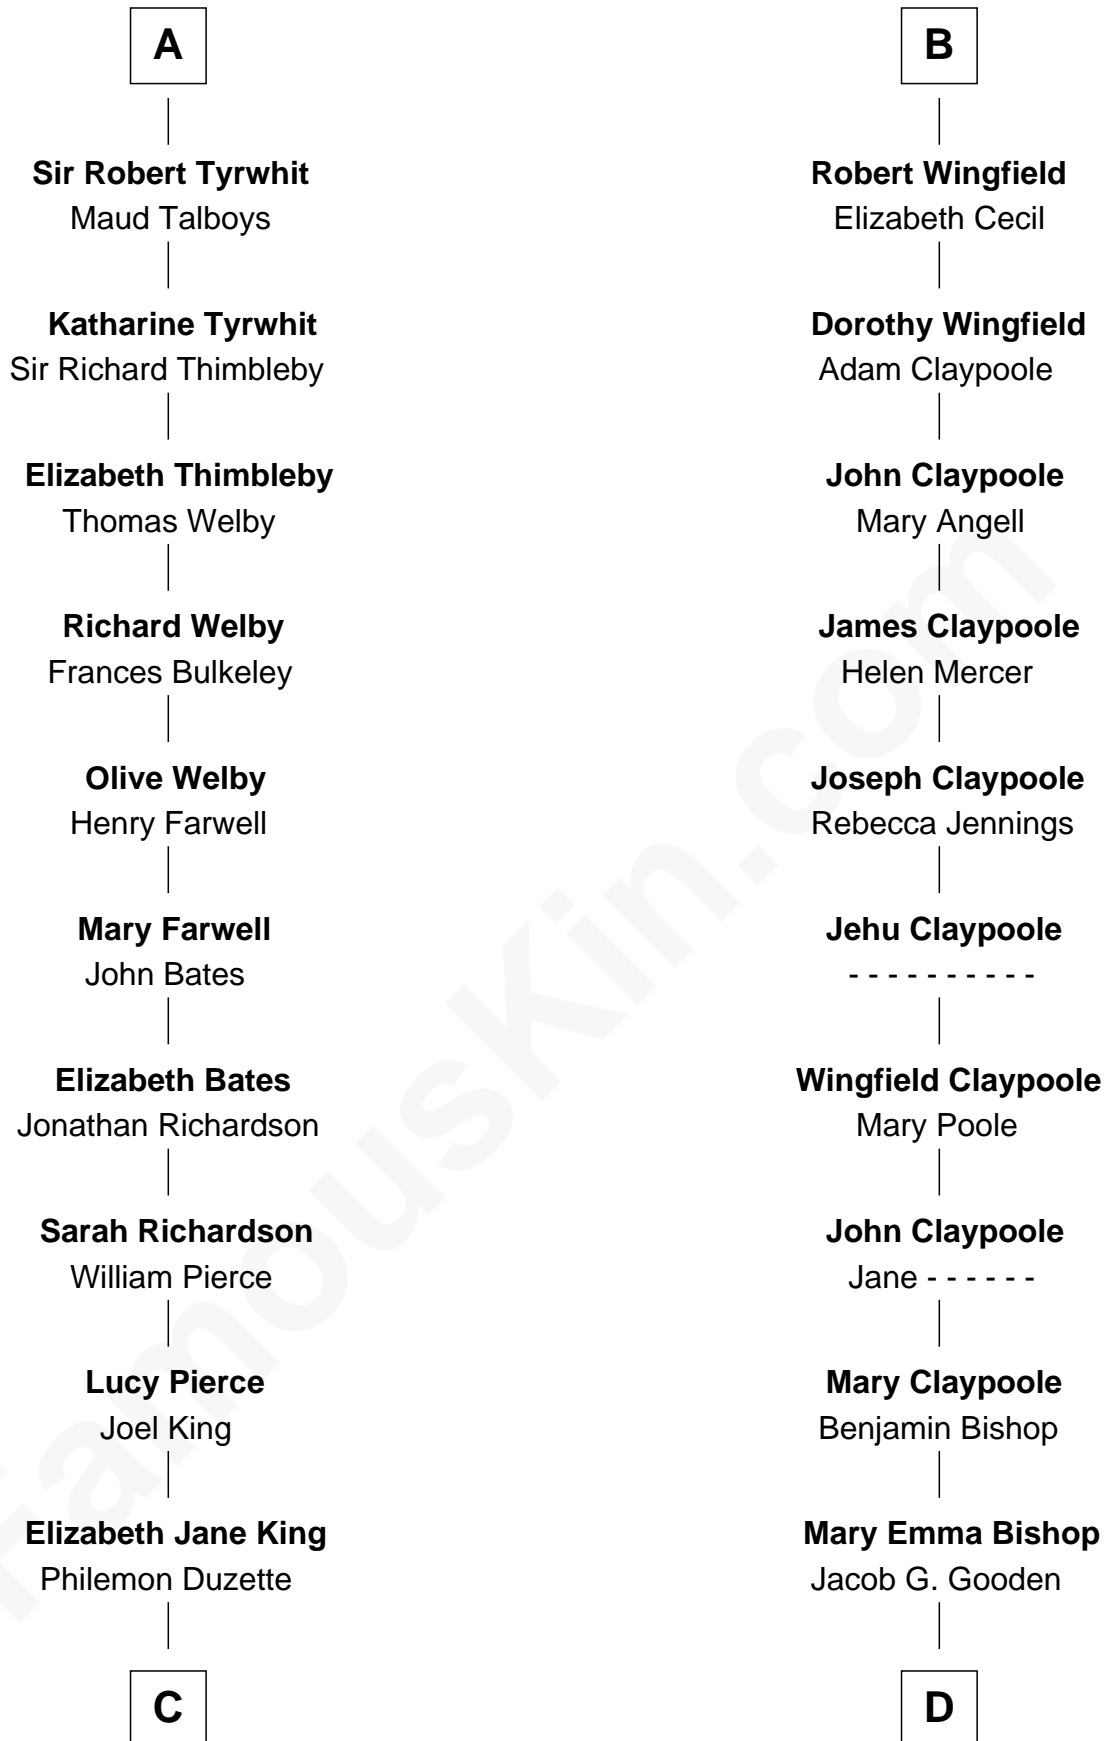 A
Sir Robert Tyrwhit
Maud Talboys
Katharine Tyrwhit
Sir Richard Thimbleby
Elizabeth Thimbleby
Thomas Welby
Richard Welby
Frances Bulkeley
Olive Welby
Henry Farwell
Mary Farwell
John Bates
Elizabeth Bates
Jonathan Richardson
Sarah Richardson
William Pierce
Lucy Pierce
Joel King
Elizabeth Jane King
Philemon Duzette
C
B
Robert Wingfield
Elizabeth Cecil
Dorothy Wingfield
Adam Claypoole
John Claypoole
Mary Angell
James Claypoole
Helen Mercer
Joseph Claypoole
Rebecca Jennings
Jehu Claypoole
- - - - - - - - - -
Wingfield Claypoole
Mary Poole
John Claypoole
Jane - - - - - -
Mary Claypoole
Benjamin Bishop
Mary Emma Bishop
Jacob G. Gooden
D
FamousKin.com